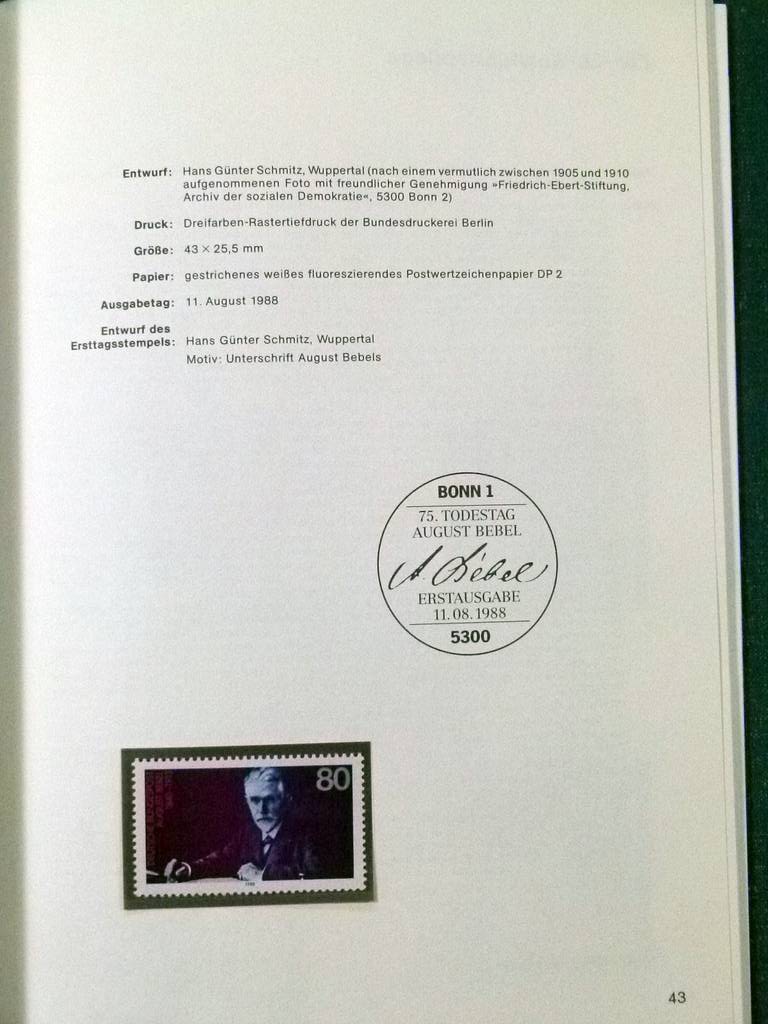 Entwurf: Hans Günter Schmitz, Wuppertal (nach einem vermutlich zwischen 1905 und 1910
aufgenommenen Foto mit freundlicher Genehmigung »Friedrich-Ebert-Stiftung,
Archiv der sozialen Demokratie«, 5300 Bonn 2)
Druck: Dreifarben-Rastertiefdruck der Bundesdruckerei Berlin
Größe: 43 × 25,5 mm
Papier: gestrichenes weißes fluoreszierendes Postwertzeichenpapier DP 2
Ausgabetag: 11. August 1988
Entwurf des
Ersttagsstempels: Hans Günter Schmitz, Wuppertal
Motiv: Unterschrift August Bebels
BONN 1
75. TODESTAG
AUGUST BEBEL
A. Bebel
ERSTAUSGABE
11.08.1988
5300
80
AUGUST BEBEL
1988
43